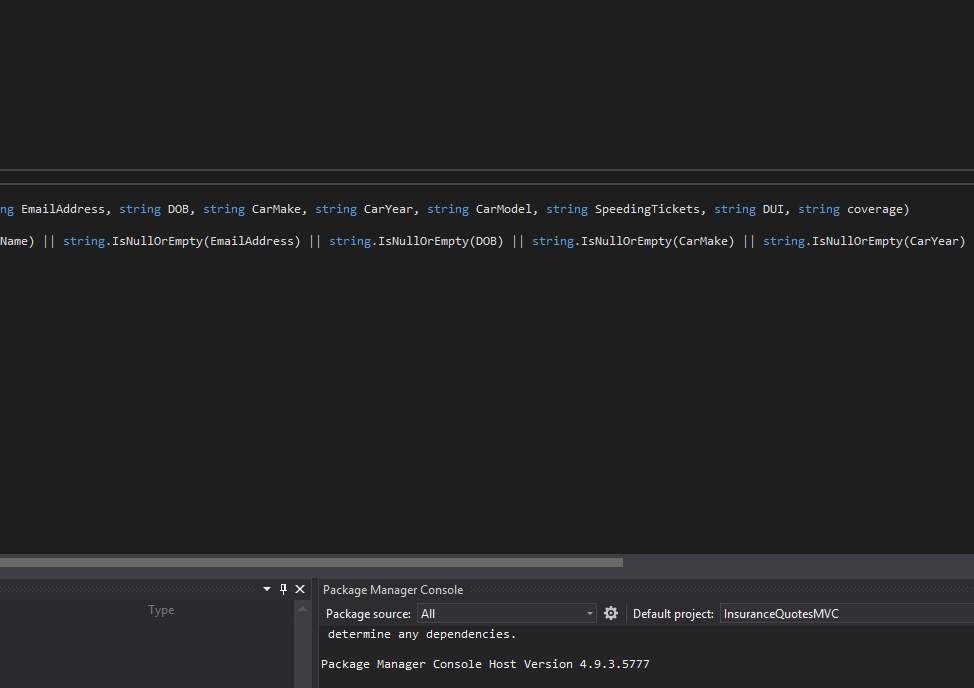 ng EmailAddress, string DOB, string CarMake, string CarYear, string CarModel, string SpeedingTickets, string DUI, string coverage)
Name) || string.IsNullOrEmpty(EmailAddress) || string.IsNullOrEmpty(DOB) || string.IsNullOrEmpty(CarMake) || string.IsNullOrEmpty(CarYear)
Type
Package Manager Console
Package source: All Default project: InsuranceQuotesMVC
determine any dependencies.
Package Manager Console Host Version 4.9.3.5777